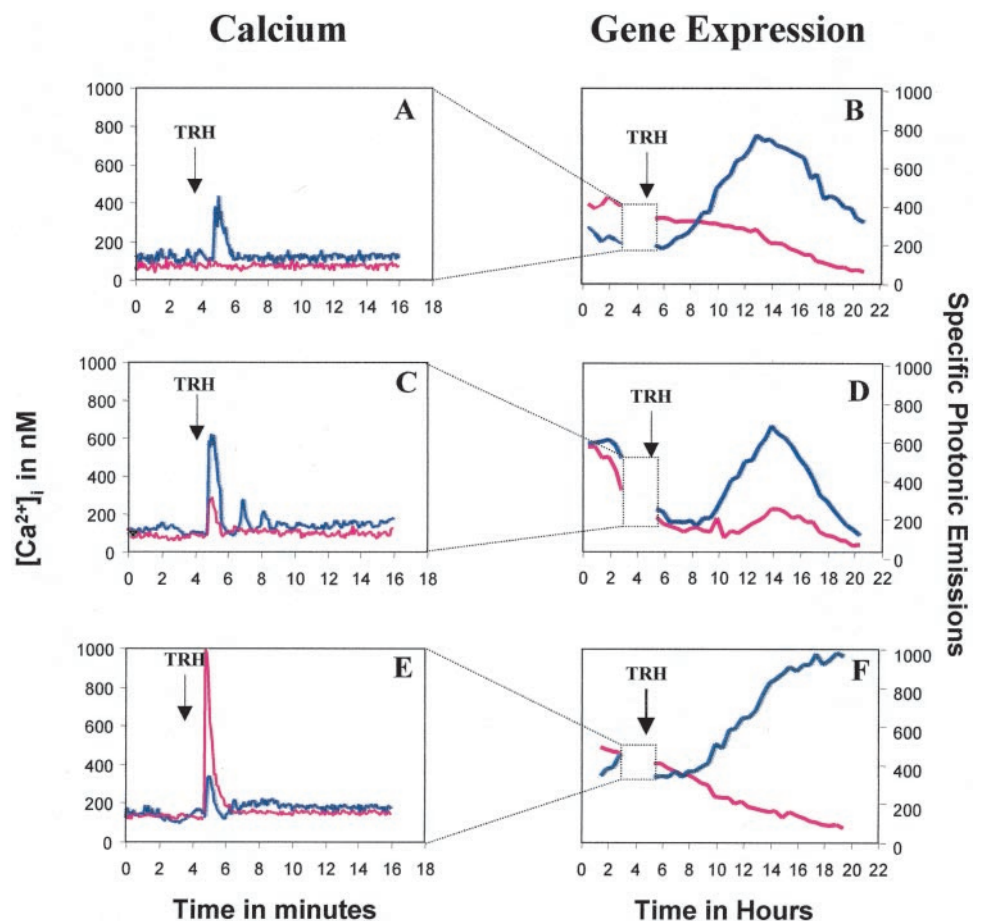 Calcium
Gene Expression
1000
800
600
400
200
0
TRH
A
0 2 4 6 8 10 12 14 16 18
TRH
B
1000
800
600
400
200
0
0 2 4 6 8 10 12 14 16 18 20 22
1000
800
600
400
200
0
TRH
C
0 2 4 6 8 10 12 14 16 18
TRH
D
1000
800
600
400
200
0
0 2 4 6 8 10 12 14 16 18 20 22
1000
800
600
400
200
0
TRH
E
0 2 4 6 8 10 12 14 16 18
TRH
F
1000
800
600
400
200
0
0 2 4 6 8 10 12 14 16 18 20 22
[Ca²⁺]ᵢ in nM
Specific Photonic Emissions
Time in minutes
Time in Hours